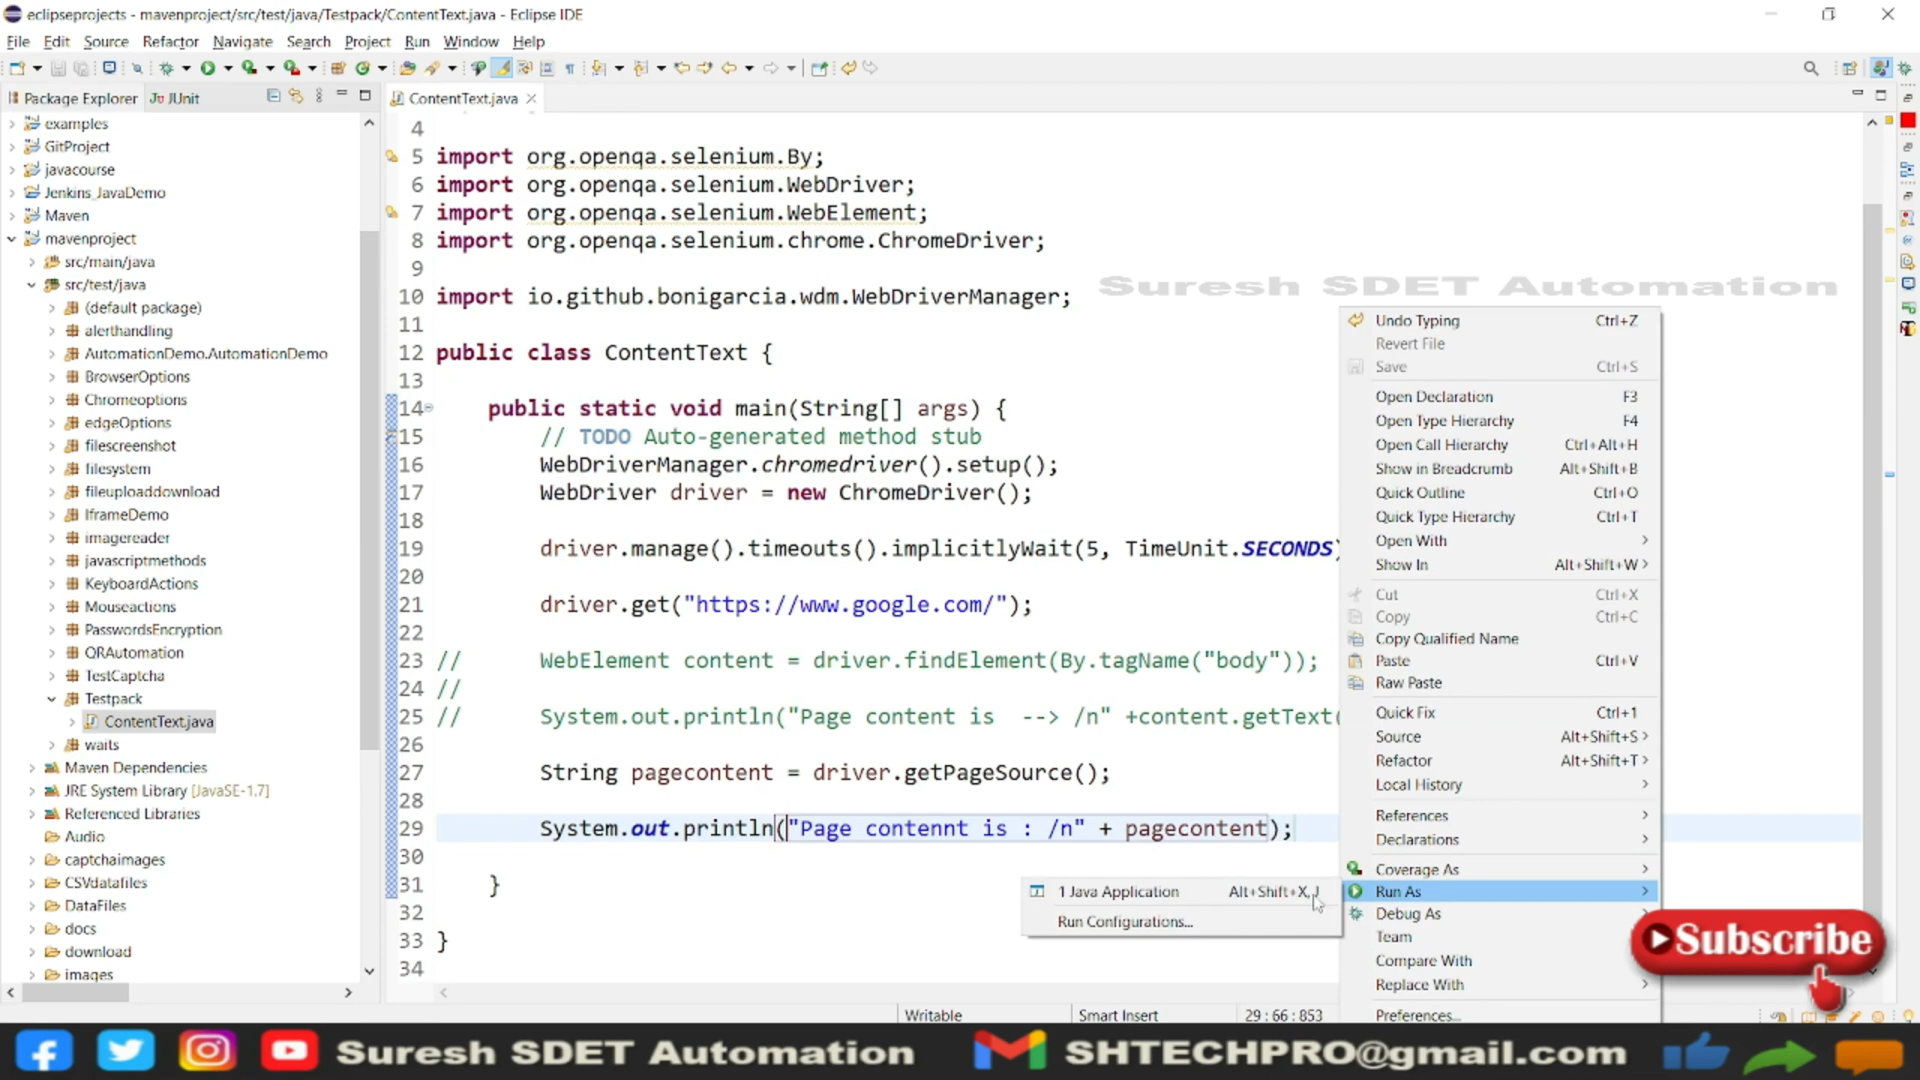 eclipseprojects - mavenproject/src/test/java/Testpack/ContentText.java - Eclipse IDE
File Edit Source Refactor Navigate Search Project Run Window Help
Package Explorer
JUnit
examples
GitProject
javacourse
Jenkins_JavaDemo
Maven
mavenproject
src/main/java
src/test/java
(default package)
alerthandling
AutomationDemo.AutomationDemo
BrowserOptions
Chromeoptions
edgeOptions
filescreenshot
filesystem
fileuploaddownload
IframeDemo
imagereader
javascriptmethods
KeyboardActions
Mouseactions
PasswordsEncryption
QRAutomation
TestCaptcha
Testpack
ContentText.java
waits
Maven Dependencies
JRE System Library [JavaSE-1.7]
Referenced Libraries
Audio
captchaimages
CSVdatafiles
DataFiles
docs
download
images
ContentText.java
4
5 import org.openqa.selenium.By;
6 import org.openqa.selenium.WebDriver;
7 import org.openqa.selenium.WebElement;
8 import org.openqa.selenium.chrome.ChromeDriver;
9
10 import io.github.bonigarcia.wdm.WebDriverManager;
11
12 public class ContentText {
13
14 public static void main(String[] args) {
15 // TODO Auto-generated method stub
16 WebDriverManager.chromedriver().setup();
17 WebDriver driver = new ChromeDriver();
18
19 driver.manage().timeouts().implicitlyWait(5, TimeUnit.SECONDS)
20
21 driver.get("https://www.google.com/");
22
23 // WebElement content = driver.findElement(By.tagName("body"));
24 //
25 // System.out.println("Page content is --> /n" +content.getText(
26
27 String pagecontent = driver.getPageSource();
28
29 System.out.println("Page contennt is : /n" + pagecontent);
30
31 }
32
33 }
34
Suresh SDET Automation
Undo Typing Ctrl+Z
Revert File
Save Ctrl+S
Open Declaration F3
Open Type Hierarchy F4
Open Call Hierarchy Ctrl+Alt+H
Show in Breadcrumb Alt+Shift+B
Quick Outline Ctrl+O
Quick Type Hierarchy Ctrl+T
Open With
Show In Alt+Shift+W
Cut Ctrl+X
Copy Ctrl+C
Copy Qualified Name
Paste Ctrl+V
Raw Paste
Quick Fix Ctrl+1
Source Alt+Shift+S
Refactor Alt+Shift+T
Local History
References
Declarations
Coverage As
Run As
Debug As
Team
Compare With
Replace With
Preferences...
1 Java Application Alt+Shift+X, J
Run Configurations...
Subscribe
Writable Smart Insert 29 : 66 : 853
Suresh SDET Automation
SHTECHPRO@gmail.com